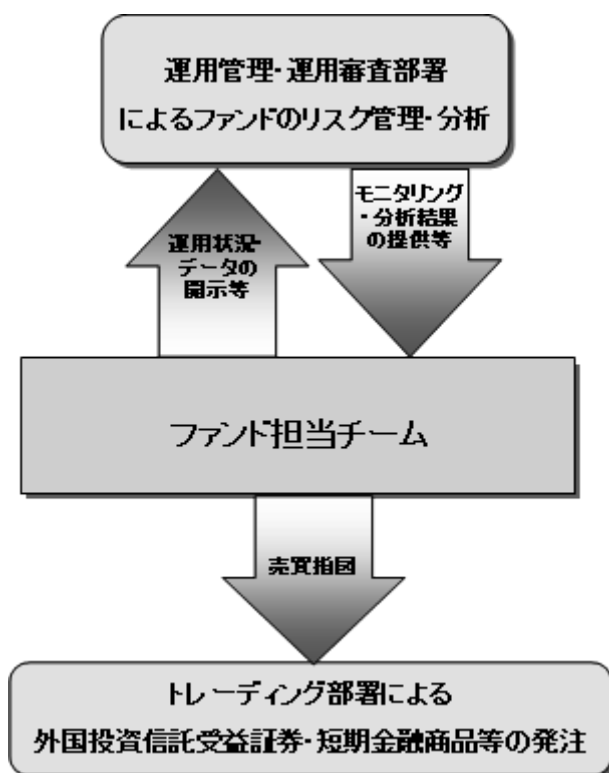 運用管理・運用審査部署
によるファンドのリスク管理・分析
モニタリング
・分析結果
の提供等
運用状況・
データの
開示等
ファンド担当チーム
売買指図
トレーディング部署による
外国投資信託受益証券・短期金融商品等の発注